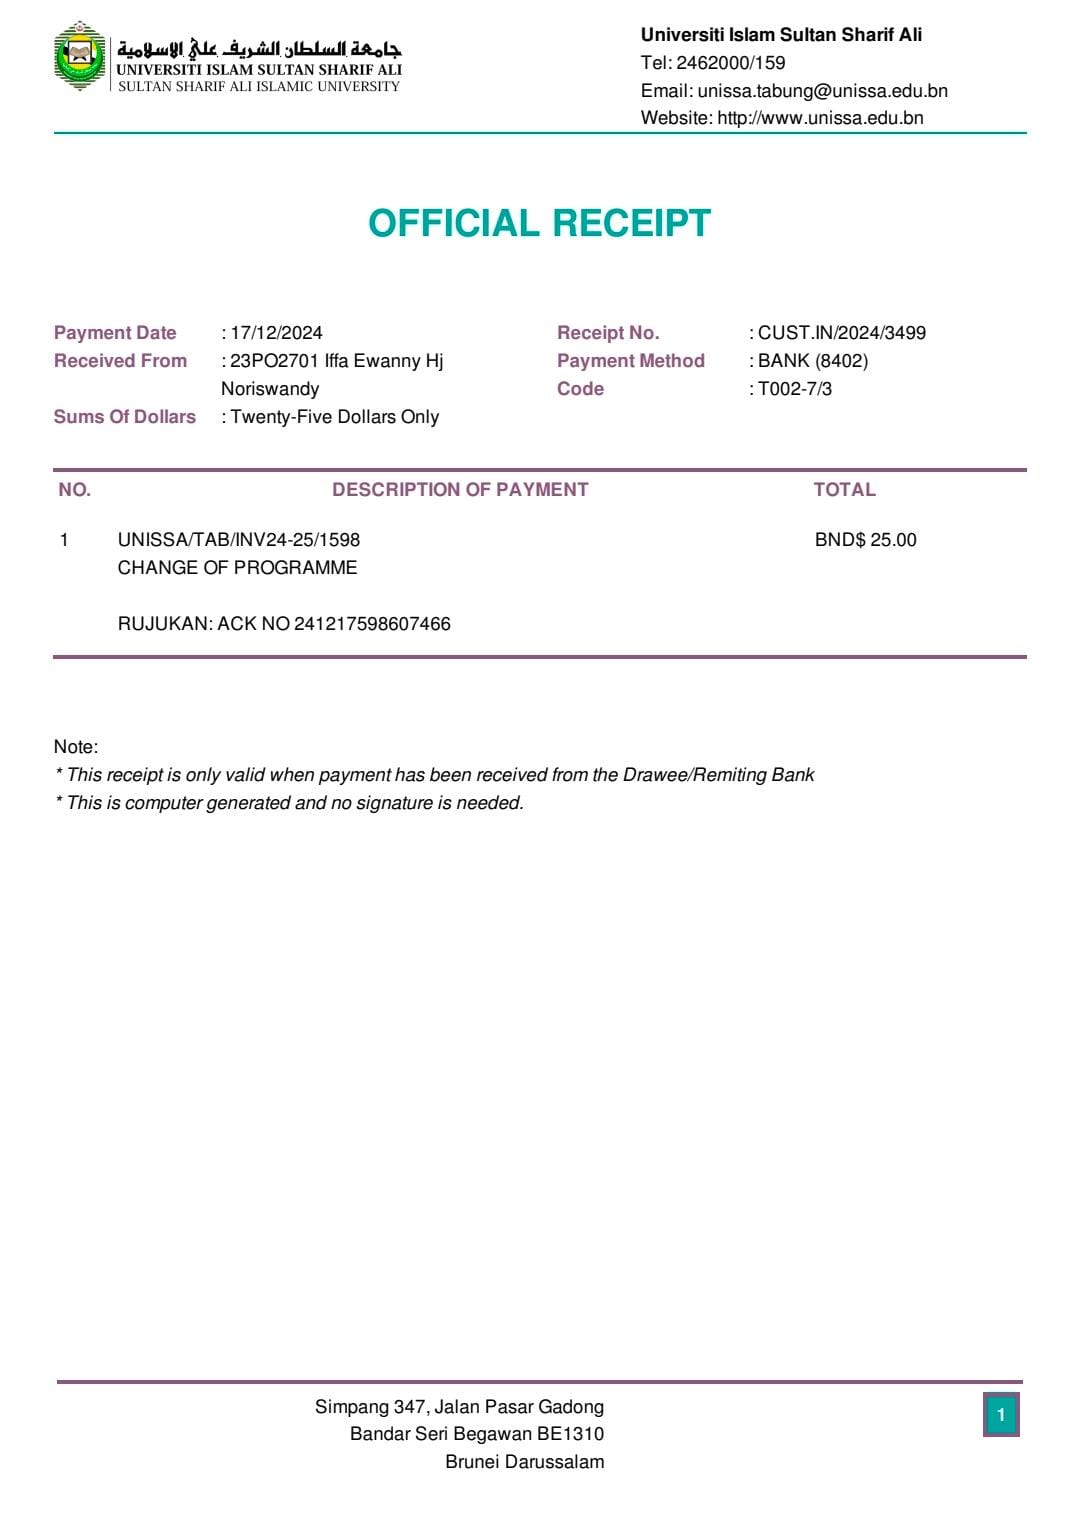 جامعة السلطان الشريف علي الإسلامية
UNIVERSITI ISLAM SULTAN SHARIF ALI
SULTAN SHARIF ALI ISLAMIC UNIVERSITY
Universiti Islam Sultan Sharif Ali
Tel: 2462000/159
Email: unissa.tabung@unissa.edu.bn
Website: http://www.unissa.edu.bn
OFFICIAL RECEIPT
Payment Date : 17/12/2024 Receipt No. : CUST.IN/2024/3499
Received From : 23PO2701 Iffa Ewanny Hj Payment Method : BANK (8402)
Noriswandy Code : T002-7/3
Sums Of Dollars : Twenty-Five Dollars Only
NO. DESCRIPTION OF PAYMENT TOTAL
1 UNISSA/TAB/INV24-25/1598 BND$ 25.00
CHANGE OF PROGRAMME
RUJUKAN: ACK NO 241217598607466
Note:
* This receipt is only valid when payment has been received from the Drawee/Remiting Bank
* This is computer generated and no signature is needed.
Simpang 347, Jalan Pasar Gadong
Bandar Seri Begawan BE1310
Brunei Darussalam
1